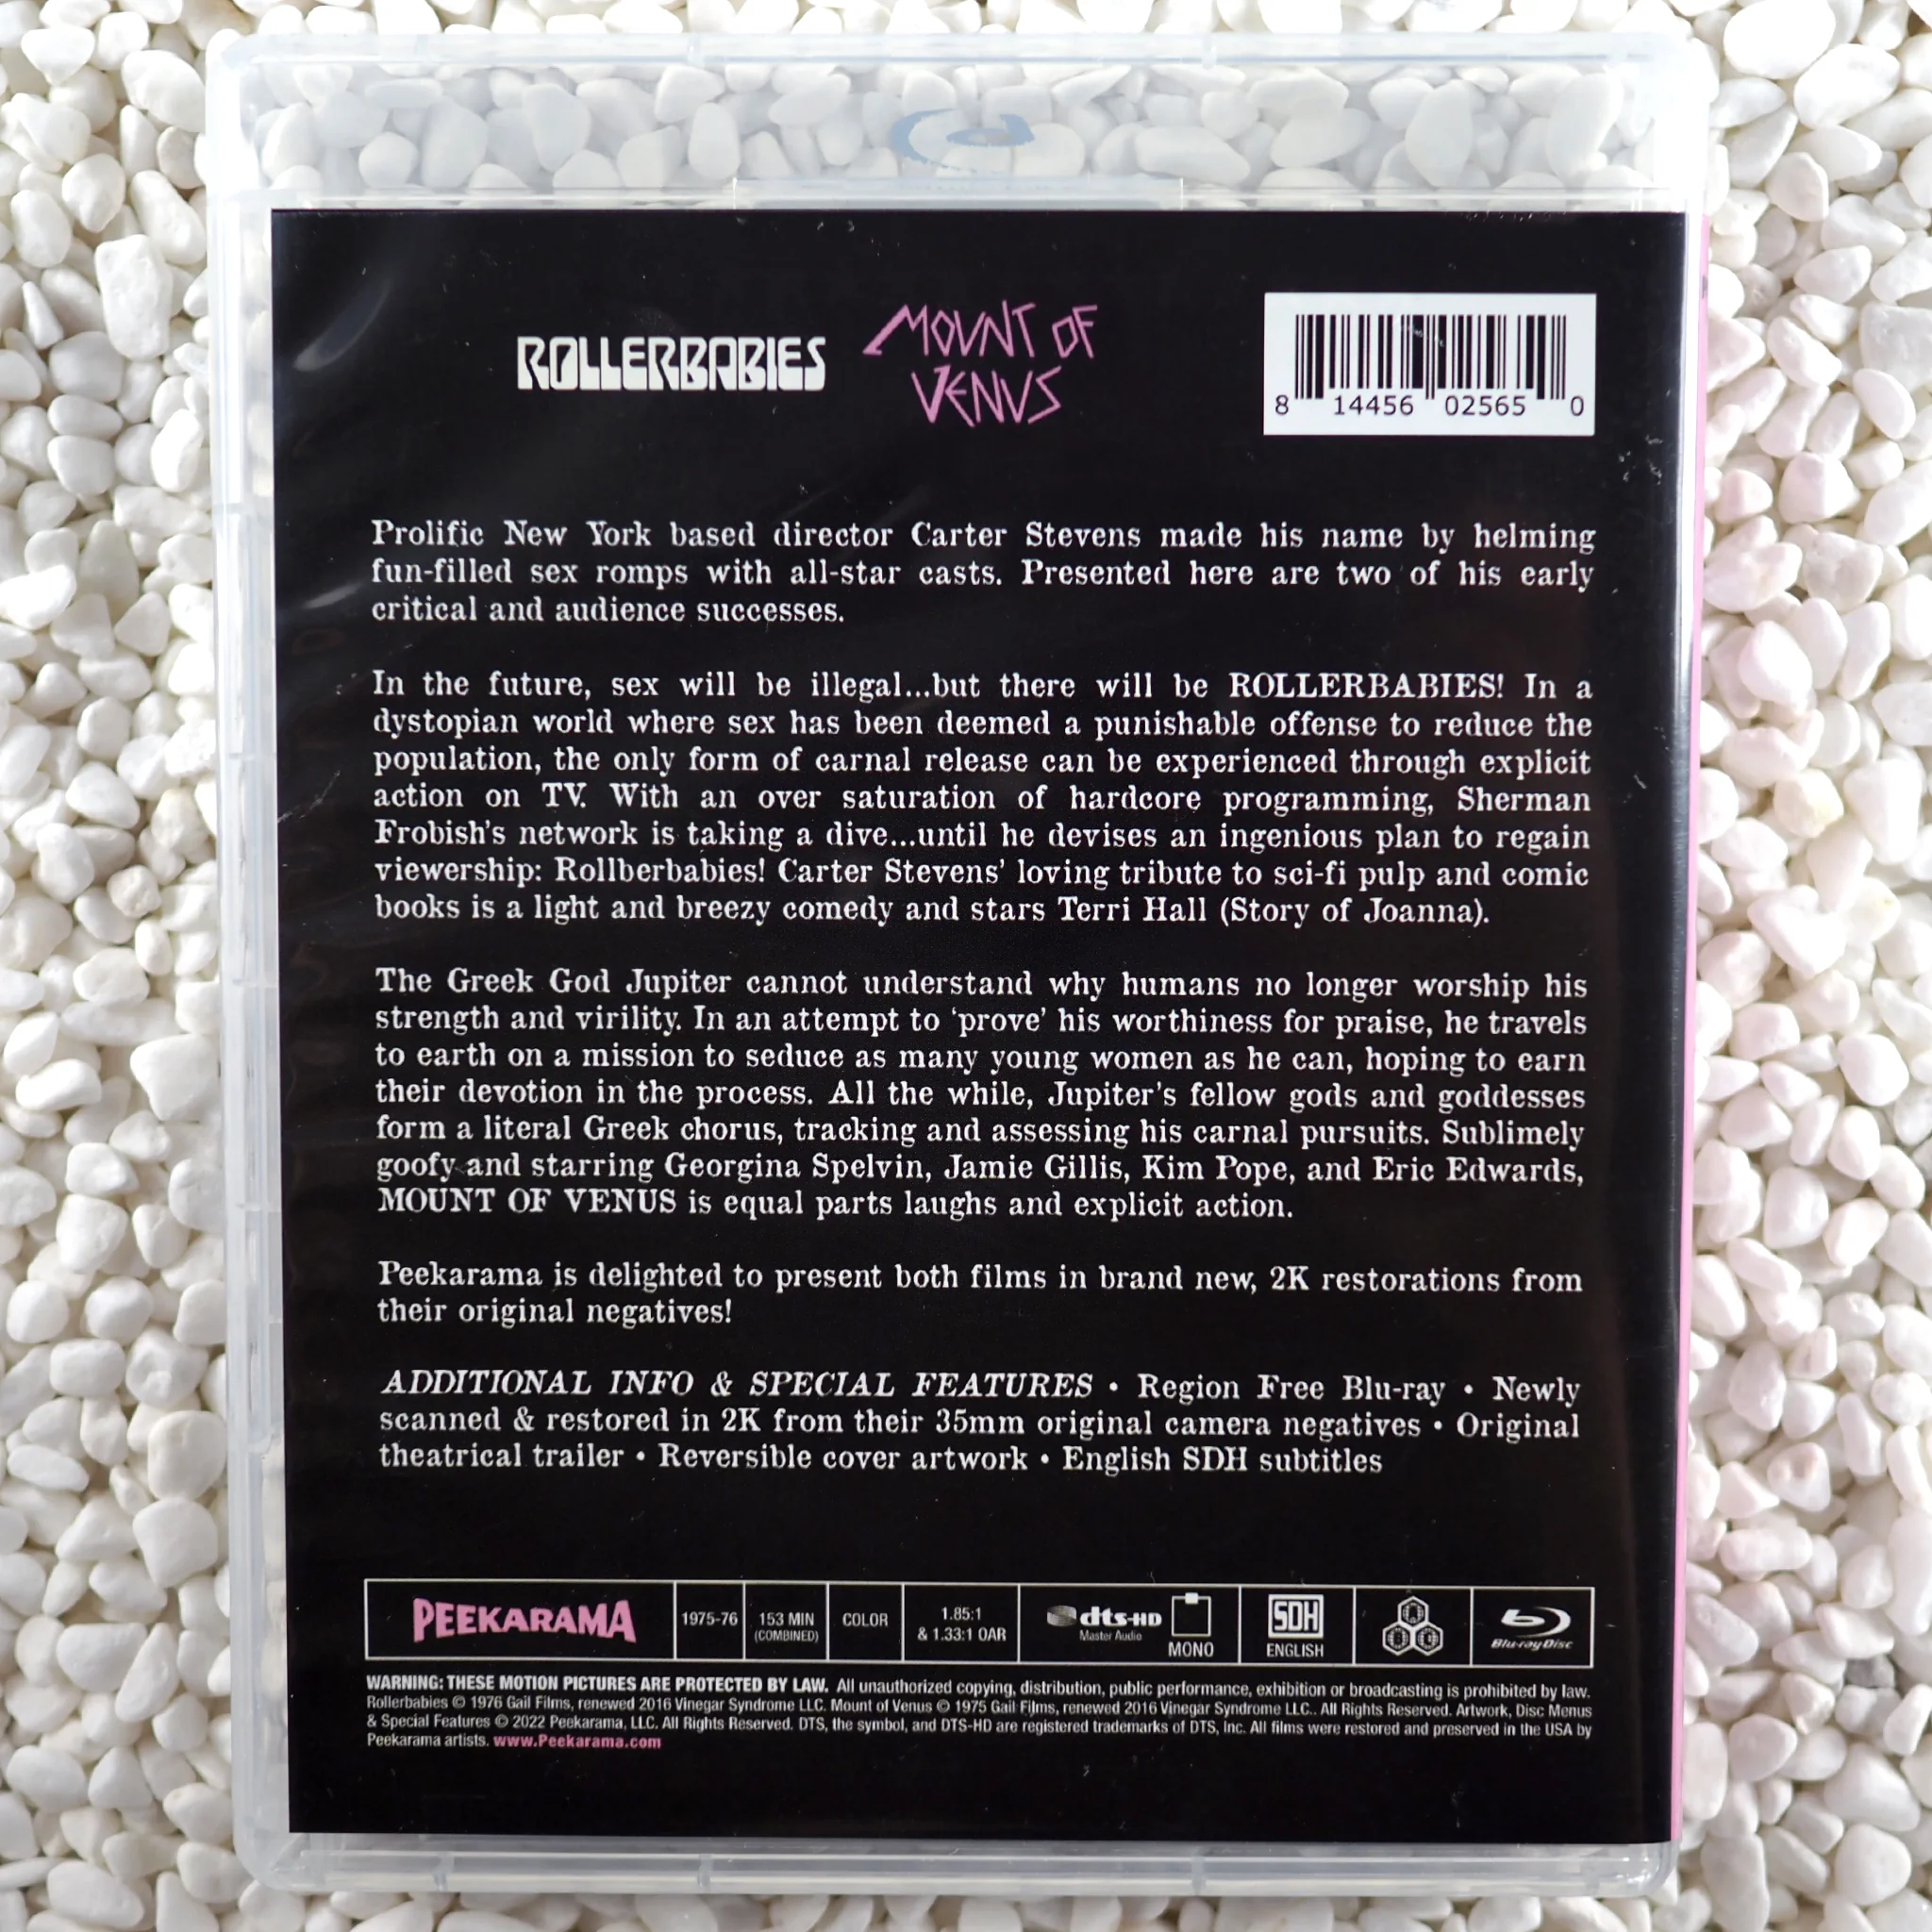 ROLLERBABIES
MOUNT OF
VENUS
8 14456 02565 0
Prolific New York based director Carter Stevens made his name by helming
fun-filled sex romps with all-star casts. Presented here are two of his early
critical and audience successes.
In the future, sex will be illegal...but there will be ROLLERBABIES! In a
dystopian world where sex has been deemed a punishable offense to reduce the
population, the only form of carnal release can be experienced through explicit
action on TV. With an over saturation of hardcore programming, Sherman
Frobish's network is taking a dive...until he devises an ingenious plan to regain
viewership: Rollberbabies! Carter Stevens' loving tribute to sci-fi pulp and comic
books is a light and breezy comedy and stars Terri Hall (Story of Joanna).
The Greek God Jupiter cannot understand why humans no longer worship his
strength and virility. In an attempt to 'prove' his worthiness for praise, he travels
to earth on a mission to seduce as many young women as he can, hoping to earn
their devotion in the process. All the while, Jupiter's fellow gods and goddesses
form a literal Greek chorus, tracking and assessing his carnal pursuits. Sublimely
goofy and starring Georgina Spelvin, Jamie Gillis, Kim Pope, and Eric Edwards,
MOUNT OF VENUS is equal parts laughs and explicit action.
Peekarama is delighted to present both films in brand new, 2K restorations from
their original negatives!
ADDITIONAL INFO & SPECIAL FEATURES • Region Free Blu-ray • Newly
scanned & restored in 2K from their 35mm original camera negatives • Original
theatrical trailer • Reversible cover artwork • English SDH subtitles
PEEKARAMA
1975-76
153 MIN
(COMBINED)
COLOR
1.85:1
& 1.33:1 OAR
dts-HD
Master Audio
MONO
SDH
ENGLISH
Blu-ray Disc
WARNING: THESE MOTION PICTURES ARE PROTECTED BY LAW. All unauthorized copying, distribution, public performance, exhibition or broadcasting is prohibited by law.
Rollerbabies © 1976 Gail Films, renewed 2016 Vinegar Syndrome LLC. Mount of Venus © 1975 Gail Films, renewed 2016 Vinegar Syndrome LLC.. All Rights Reserved. Artwork, Disc Menus
& Special Features © 2022 Peekarama, LLC. All Rights Reserved. DTS, the symbol, and DTS-HD are registered trademarks of DTS, Inc. All films were restored and preserved in the USA by
Peekarama artists. www.Peekarama.com